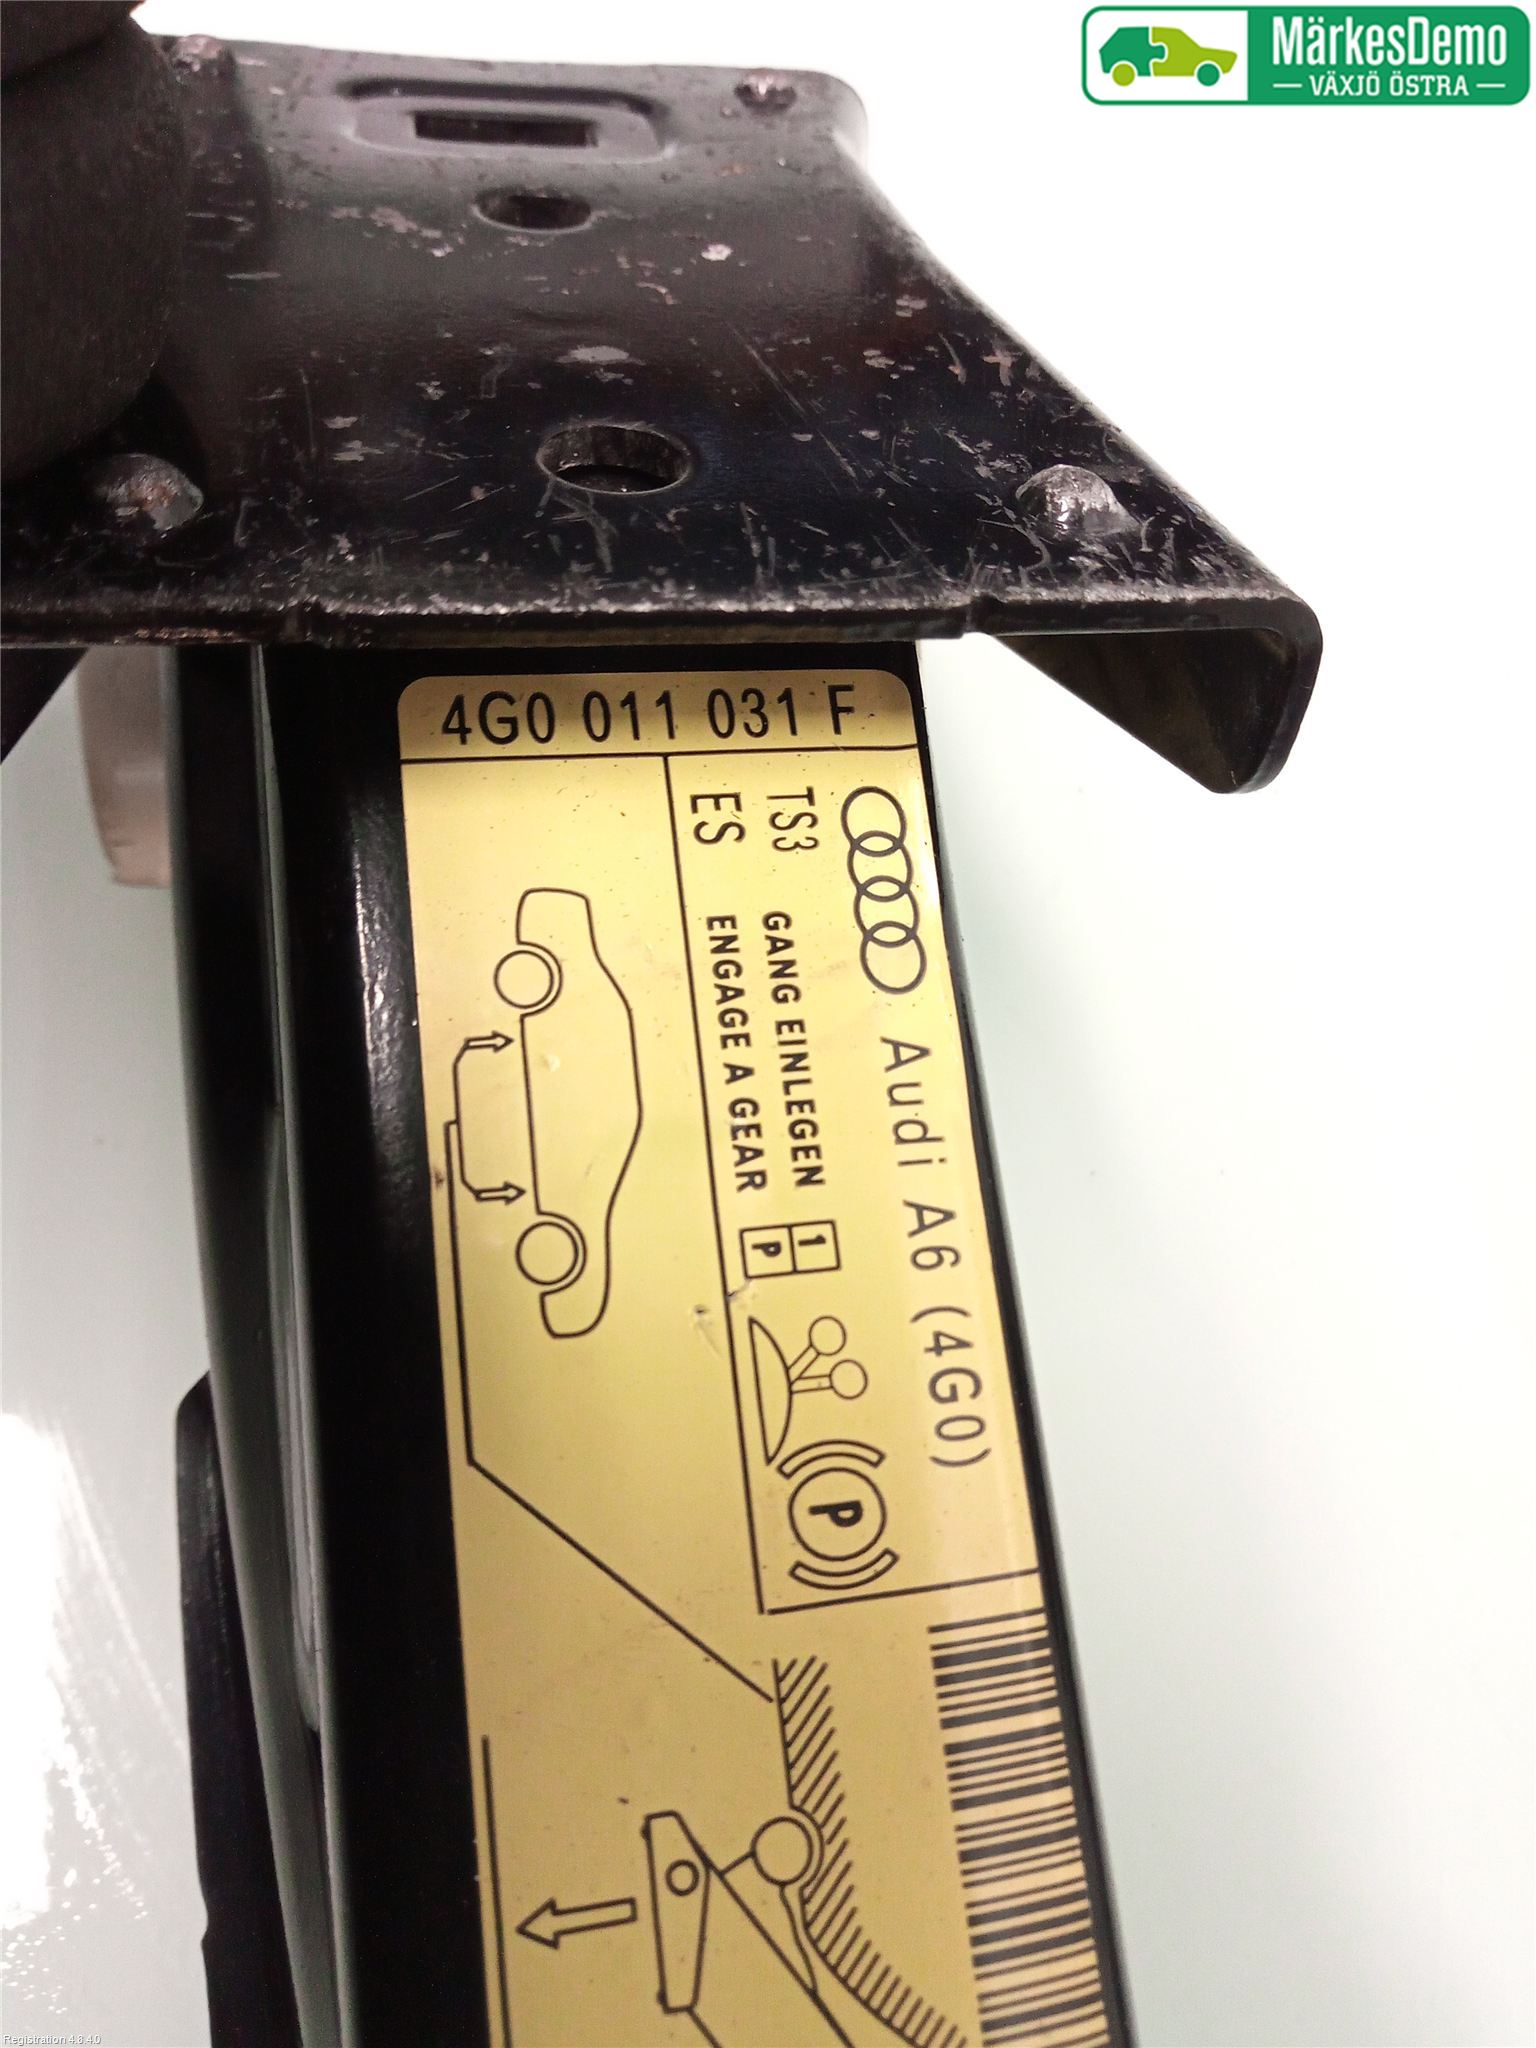 MärkesDemo
VÄXJÖ ÖSTRA
4G0 011 031 F
Audi A6 (4G0)
TS3 GANG EINLEGEN 1
ES ENGAGE A GEAR P
P
Registration 4.8.4.0